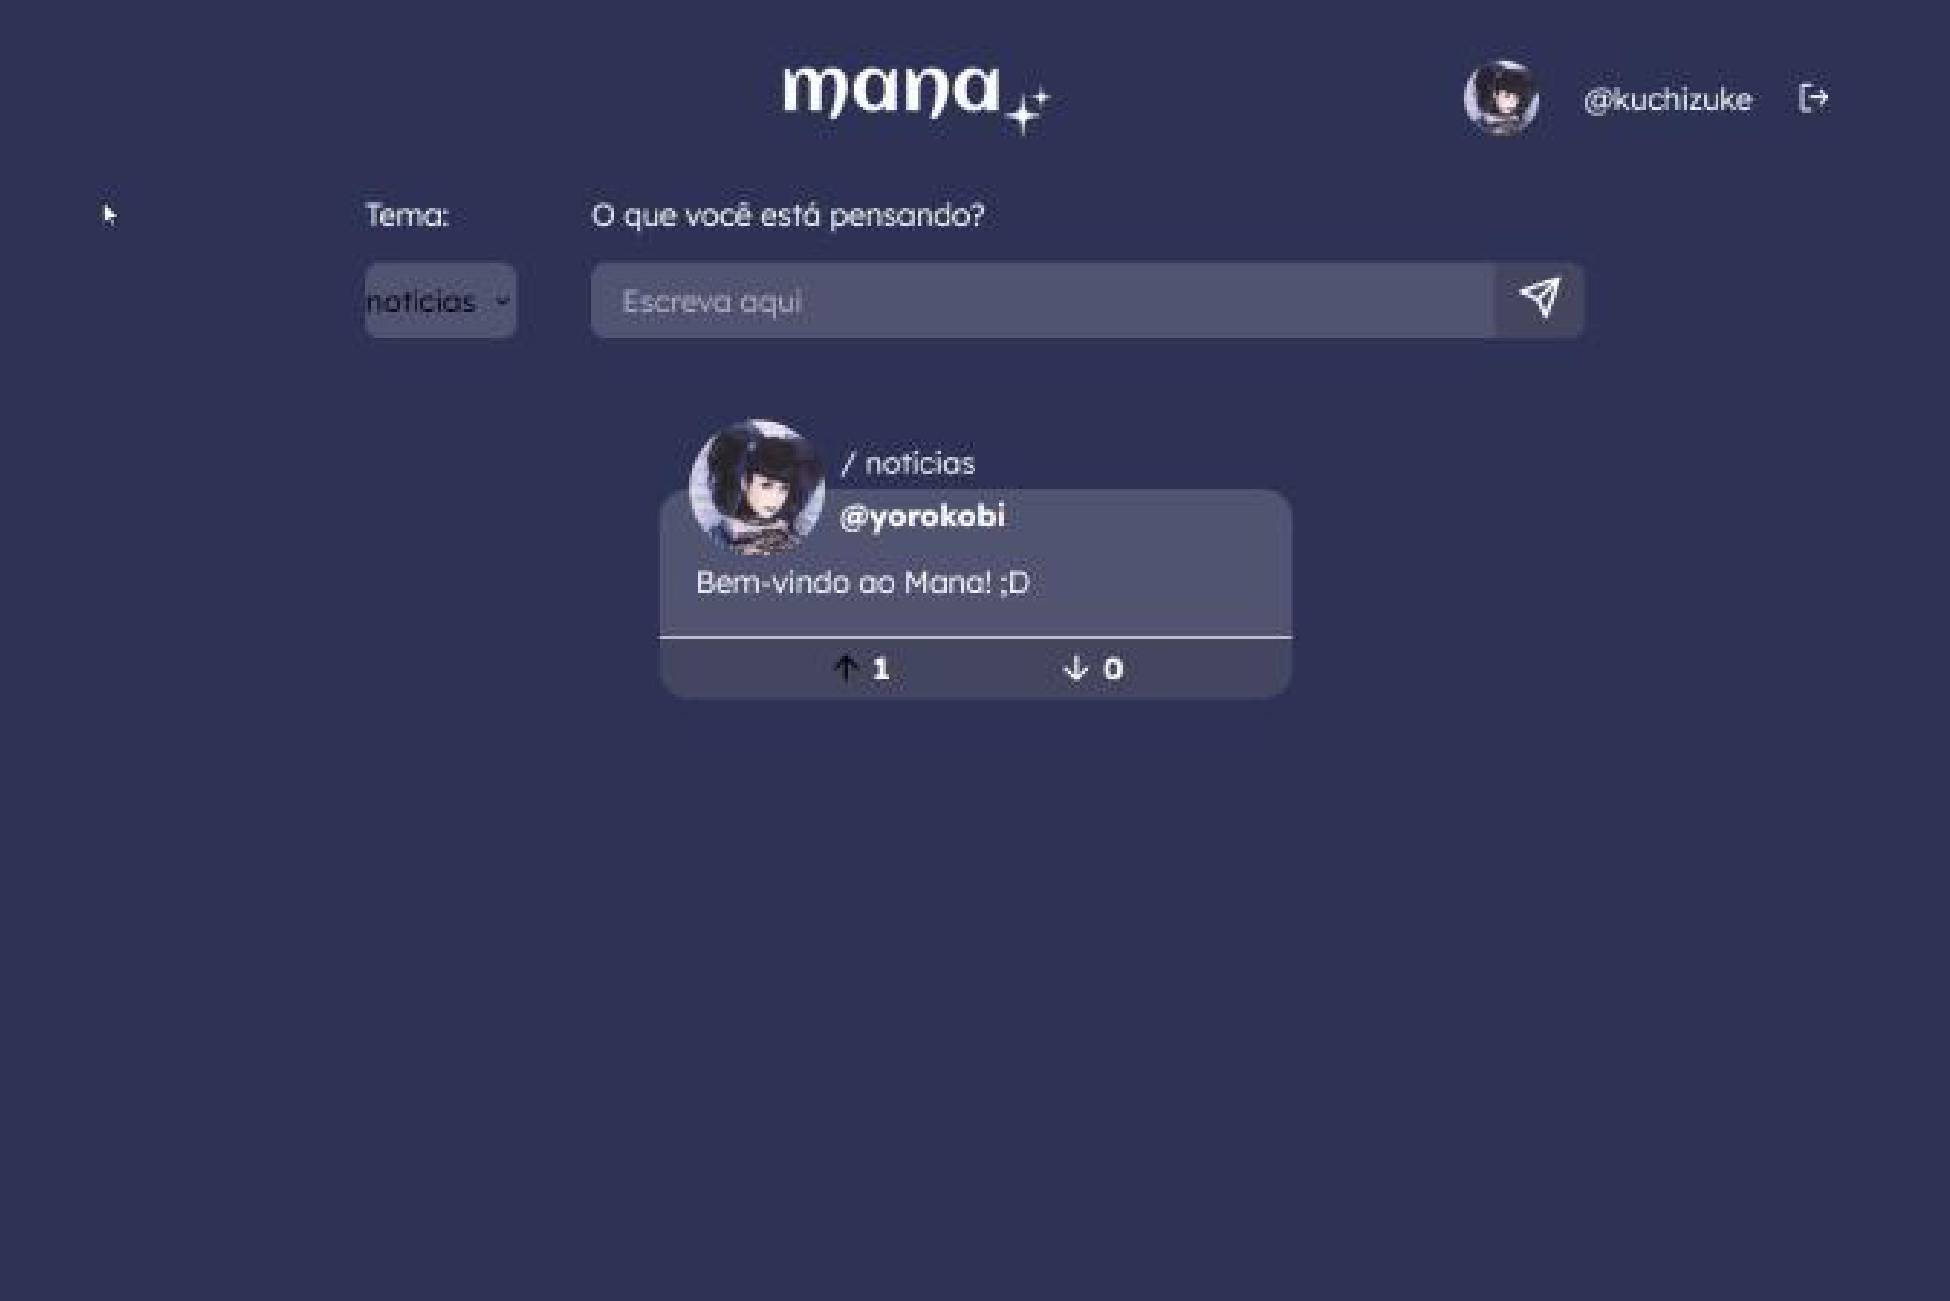 mana
@kuchizuke
Tema:
O que você está pensando?
noticias
Escreva aqui
/ noticias
@yorokobi
Bem-vindo ao Mana! ;D
1
0